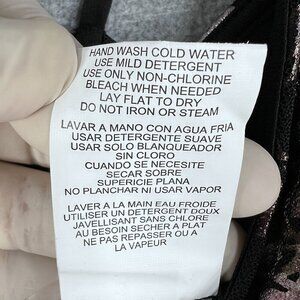 HAND WASH COLD WATER
USE MILD DETERGENT
USE ONLY NON-CHLORINE
BLEACH WHEN NEEDED
LAY FLAT TO DRY
DO NOT IRON OR STEAM
LAVAR A MANO CON AGUA FRIA
USAR DETERGENTE SUAVE
USAR SOLO BLANQUEADOR
SIN CLORO
CUANDO SE NECESITE
SECAR SOBRE
SUPERICIE PLANA
NO PLANCHAR NI USAR VAPOR
LAVER A LA MAIN EAU FROIDE
UTILISER UN DETERGENT DOUX
JAVELLISANT SANS CHLORE
AU BESOIN SECHER A PLAT
NE PAS REPASSER OU A
LA VAPEUR